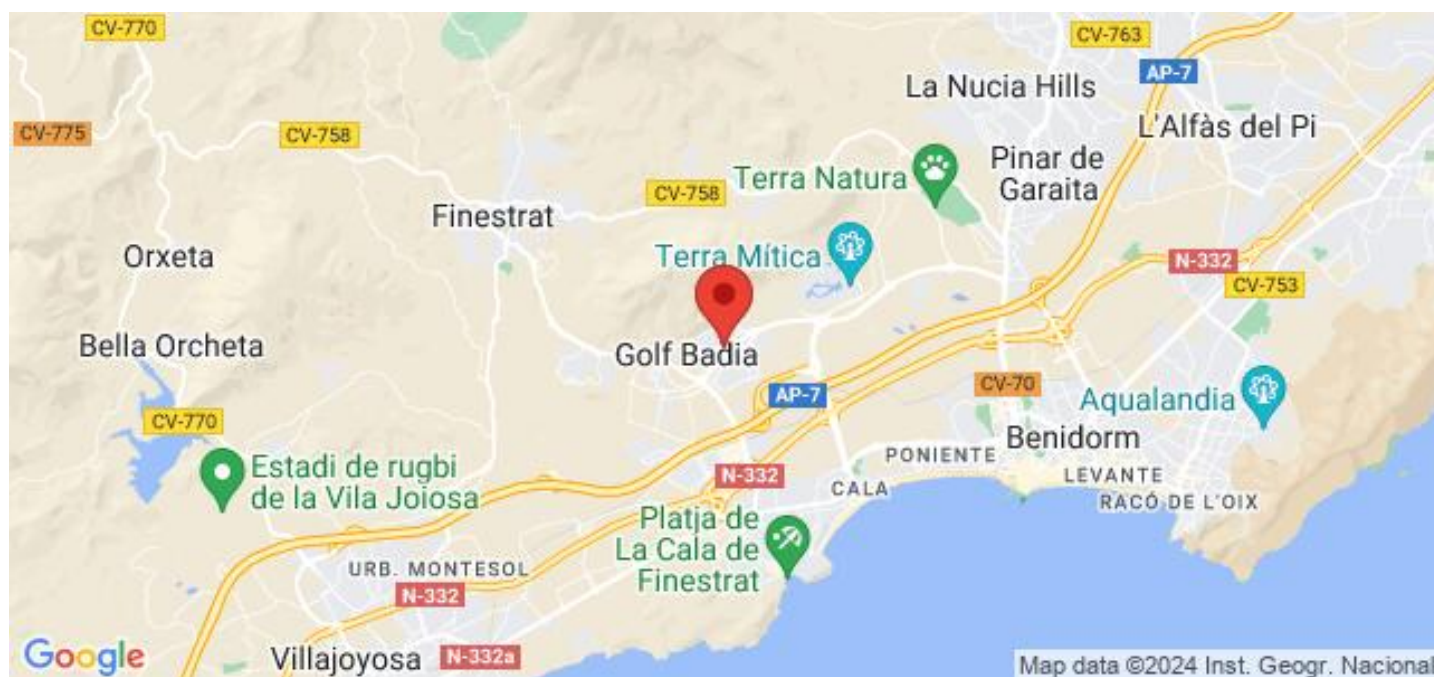 CV-770
CV-763
AP-7
La Nucia Hills
L'Alfàs del Pi
CV-775
CV-758
Pinar de
Garaita
Terra Natura
CV-758
Finestrat
Orxeta
Terra Mítica
N-332
CV-753
Bella Orcheta
Golf Badia
AP-7
CV-70
Aqualandia
CV-770
Benidorm
PONIENTE
LEVANTE
Estadi de rugbi
de la Vila Joiosa
N-332
CALA
RACÓ DE L'OIX
Platja de
La Cala de
Finestrat
URB. MONTESOL
N-332
Google
Villajoyosa
N-332a
Map data ©2024 Inst. Geogr. Nacional